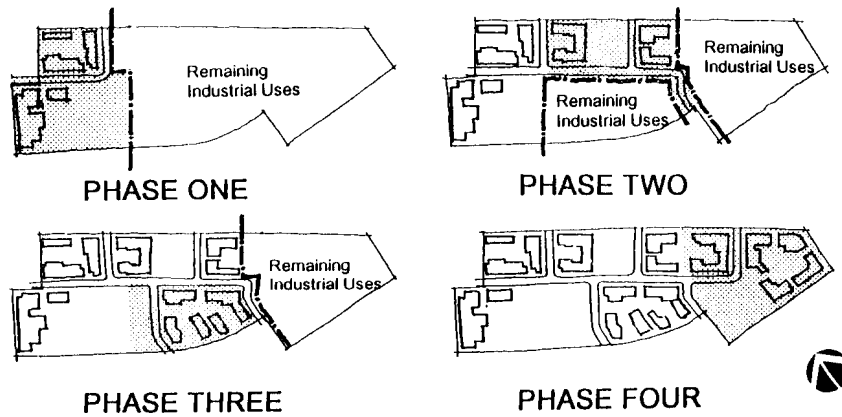 Remaining
Industrial Uses
PHASE ONE
Remaining
Industrial Uses
Remaining
Industrial Uses
PHASE TWO
Remaining
Industrial Uses
PHASE THREE
PHASE FOUR